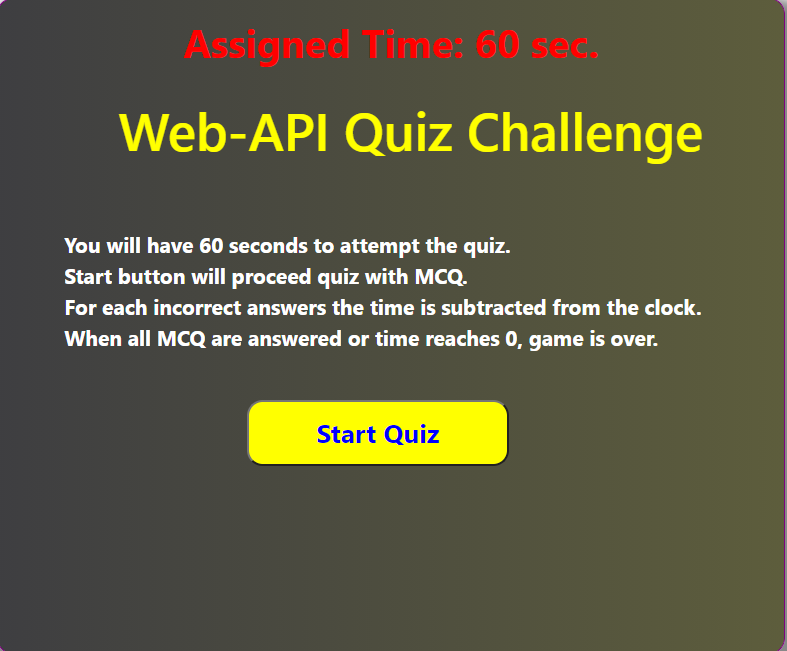 Assigned Time: 60 sec.
Web-API Quiz Challenge
You will have 60 seconds to attempt the quiz.
Start button will proceed quiz with MCQ.
For each incorrect answers the time is subtracted from the clock.
When all MCQ are answered or time reaches 0, game is over.
Start Quiz